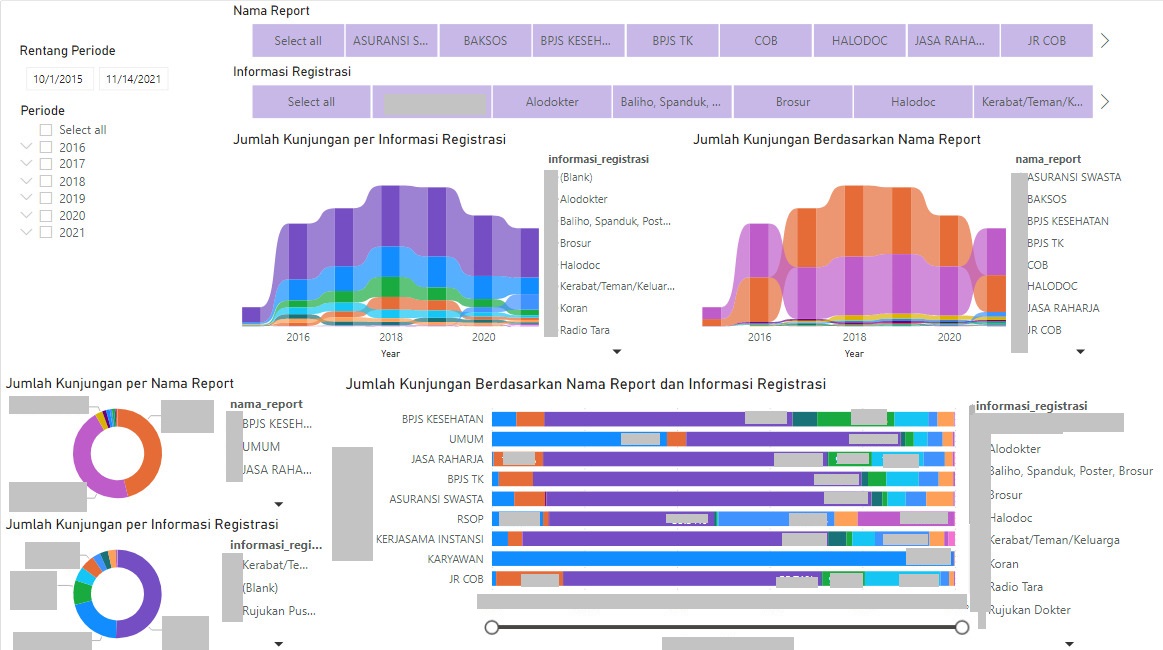 Nama Report
Select all
ASURANSI S...
BAKSOS
BPJS KESEH...
BPJS TK
COB
HALODOC
JASA RAHA...
JR COB
Rentang Periode
10/1/2015
11/14/2021
Informasi Registrasi
Select all
Alodokter
Baliho, Spanduk, ...
Brosur
Halodoc
Kerabat/Teman/K...
Periode
Select all
2016
2017
2018
2019
2020
2021
Jumlah Kunjungan per Informasi Registrasi
informasi_registrasi
(Blank)
Alodokter
Baliho, Spanduk, Post...
Brosur
Halodoc
Kerabat/Teman/Keluar...
Koran
Radio Tara
2016
2018
2020
Year
Jumlah Kunjungan Berdasarkan Nama Report
nama_report
ASURANSI SWASTA
BAKSOS
BPJS KESEHATAN
BPJS TK
COB
HALODOC
JASA RAHARJA
JR COB
2016
2018
2020
Year
Jumlah Kunjungan per Nama Report
nama_report
BPJS KESEH...
UMUM
JASA RAHA...
Jumlah Kunjungan per Informasi Registrasi
informasi_regi...
Kerabat/Te...
(Blank)
Rujukan Pus...
Jumlah Kunjungan Berdasarkan Nama Report dan Informasi Registrasi
BPJS KESEHATAN
UMUM
JASA RAHARJA
BPJS TK
ASURANSI SWASTA
RSOP
KERJASAMA INSTANSI
KARYAWAN
JR COB
informasi_registrasi
Alodokter
Baliho, Spanduk, Poster, Brosur
Brosur
Halodoc
Kerabat/Teman/Keluarga
Koran
Radio Tara
Rujukan Dokter